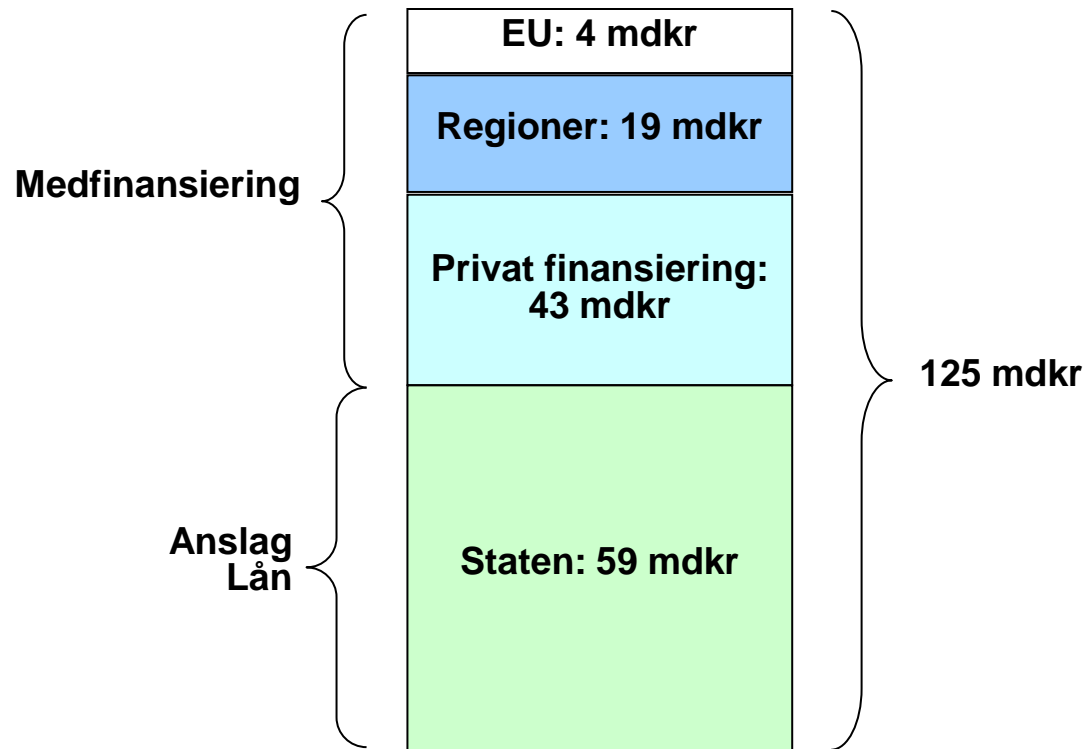 EU: 4 mdkr
Regioner: 19 mdkr
Medfinansiering
Privat finansiering:
43 mdkr
125 mdkr
Anslag
Lån
Staten: 59 mdkr